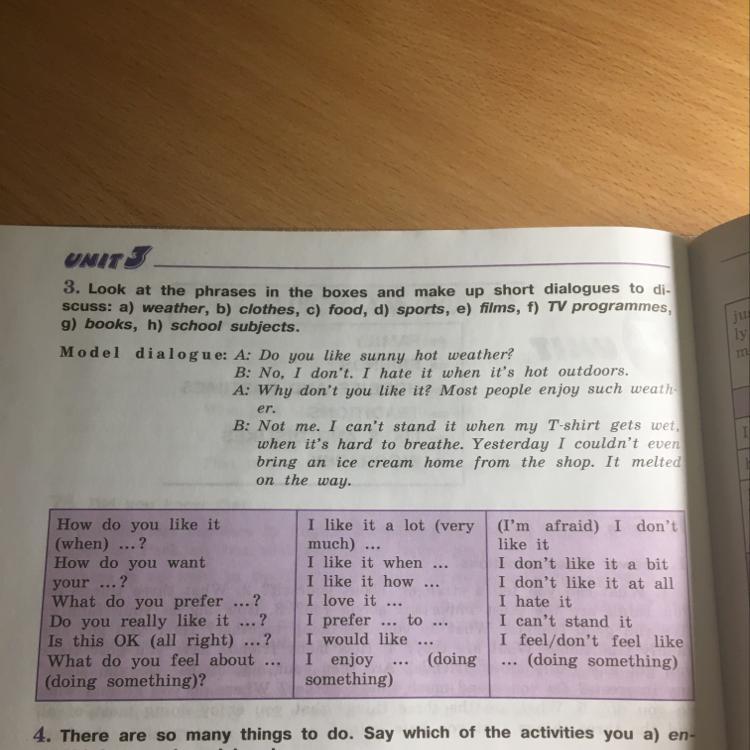 UNIT 3
3. Look at the phrases in the boxes and make up short dialogues to di-
scuss: a) weather, b) clothes, c) food, d) sports, e) films, f) TV programmes,
g) books, h) school subjects.
Model dialogue: A: Do you like sunny hot weather?
B: No, I don't. I hate it when it's hot outdoors.
A: Why don't you like it? Most people enjoy such weath-
er.
B: Not me. I can't stand it when my T-shirt gets wet,
when it's hard to breathe. Yesterday I couldn't even
bring an ice cream home from the shop. It melted
on the way.
How do you like it
(when) ...?
How do you want
your ...?
What do you prefer ...?
Do you really like it ...?
Is this OK (all right) ...?
What do you feel about ...
(doing something)?
I like it a lot (very
much) ...
I like it when ...
I like it how ...
I love it ...
I prefer ... to ...
I would like ...
I enjoy ... (doing
something)
(I'm afraid) I don't
like it
I don't like it a bit
I don't like it at all
I hate it
I can't stand it
I feel/don't feel like
... (doing something)
4. There are so many things to do. Say which of the activities you a) en-
ju
ly
m